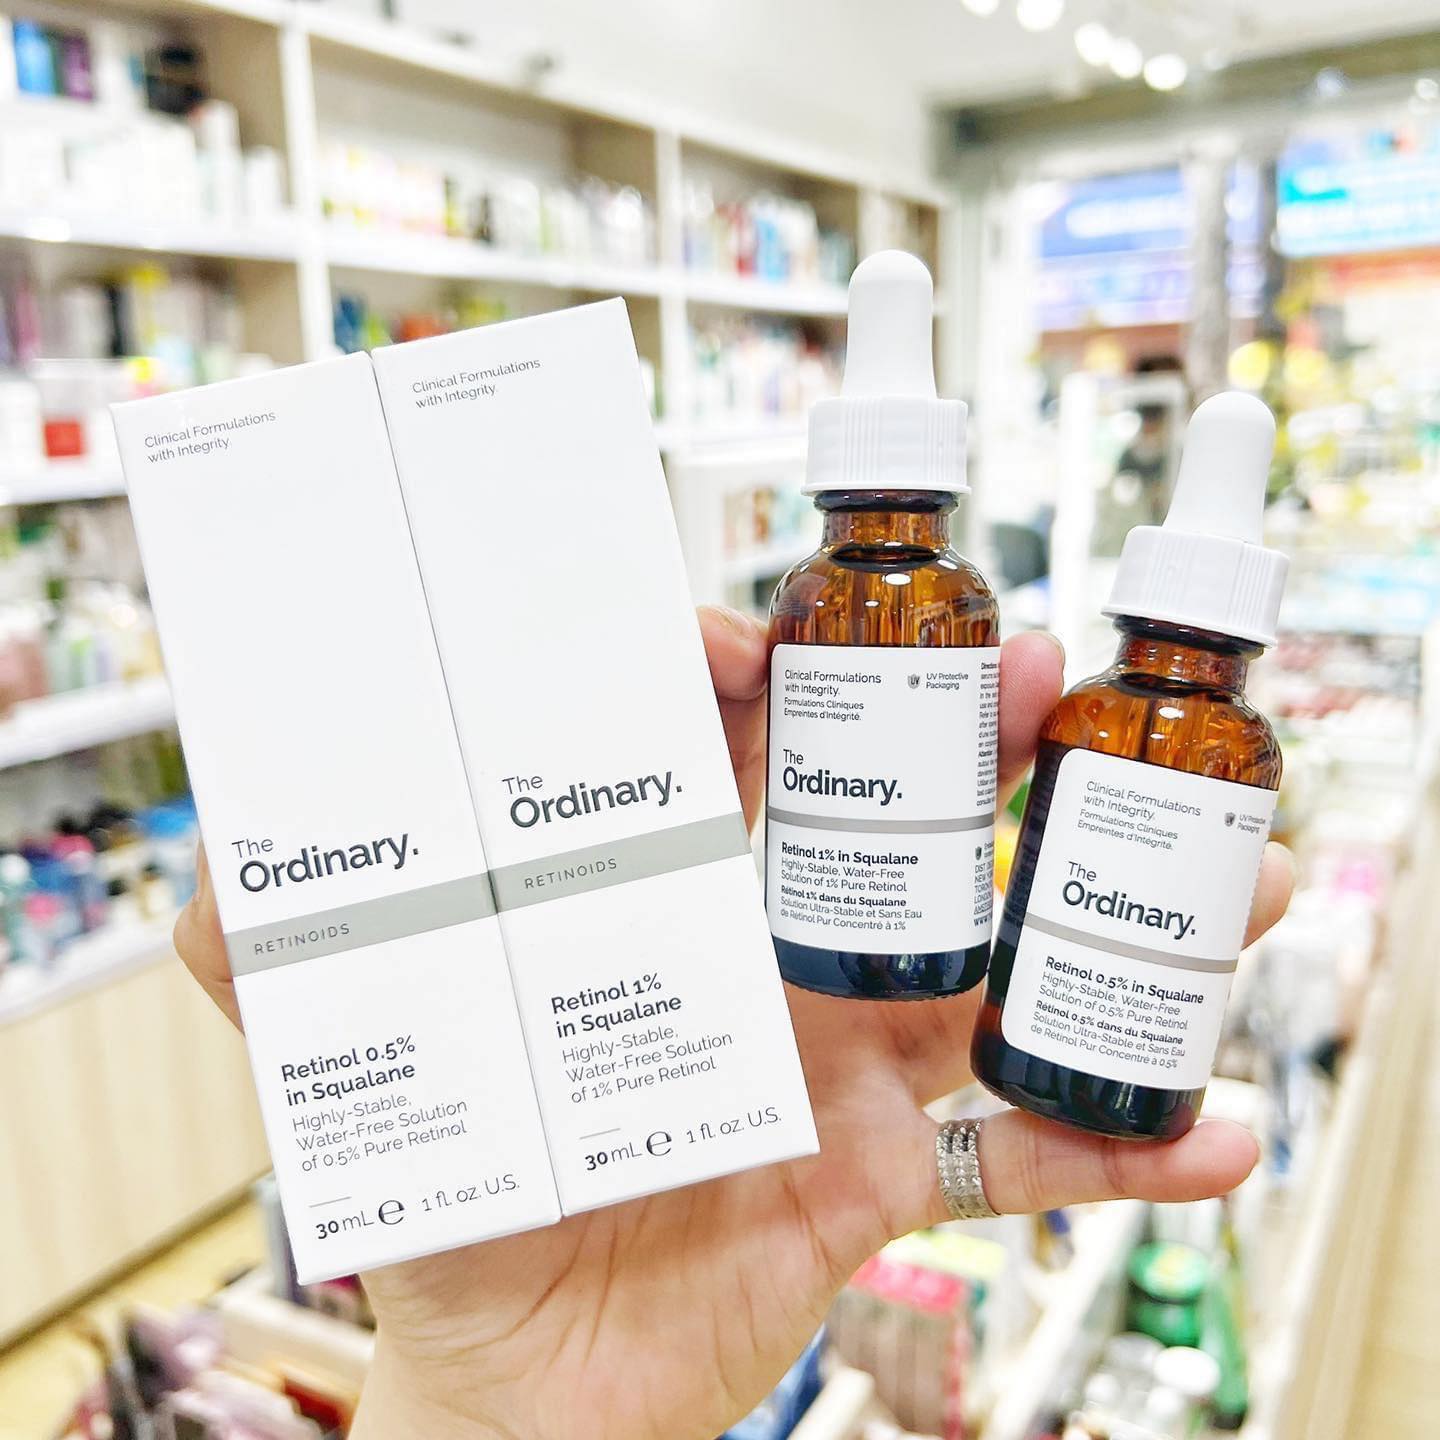 Clinical Formulations
with Integrity
The
Ordinary.
RETINOIDS
Retinol 0.5%
in Squalane
Highly-Stable,
Water-Free Solution
of 0.5% Pure Retinol
30 mL ℮ 1 fl. oz. U.S.
Clinical Formulations
with Integrity.
The
Ordinary.
RETINOIDS
Retinol 1%
in Squalane
Highly-Stable,
Water-Free Solution
of 1% Pure Retinol
30 mL ℮ 1 fl. oz. U.S.
Clinical Formulations
with Integrity.
Formulations Cliniques
Empreintes d'Intégrité.
UV
UV Protective
Packaging
The
Ordinary.
Retinol 1% in Squalane
Highly-Stable, Water-Free
Solution of 1% Pure Retinol
Rétinol 1% dans du Squalane
Solution Ultra-Stable et Sans Eau
de Rétinol Pur Concentré à 1%
Clinical Formulations
with Integrity.
Formulations Cliniques
Empreintes d'Intégrité.
UV Protective
Packaging
The
Ordinary.
Retinol 0.5% in Squalane
Highly-Stable, Water-Free
Solution of 0.5% Pure Retinol
Rétinol 0.5% dans du Squalane
Solution Ultra-Stable et Sans Eau
de Rétinol Pur Concentré à 0.5%